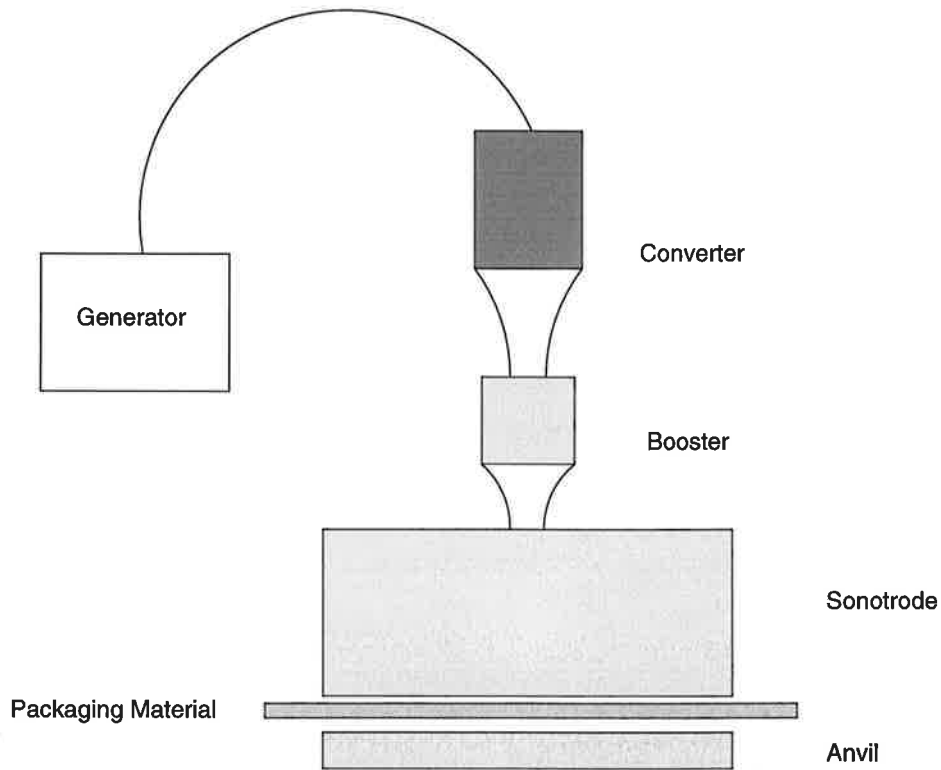 Converter
Generator
Booster
Sonotrode
Packaging Material
Anvil